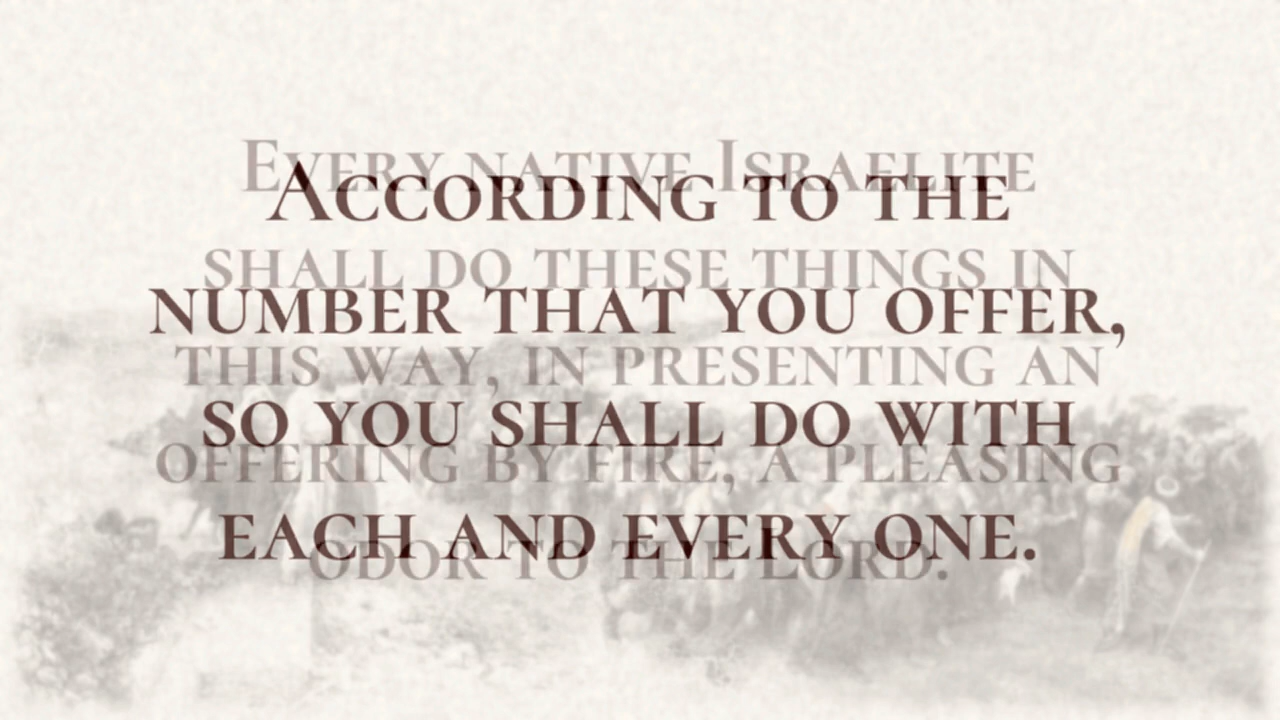 Every native Israelite
According to the
shall do these things in
number that you offer,
this way, in presenting an
so you shall do with
offering by fire, a pleasing
each and every one.
odor to the Lord.